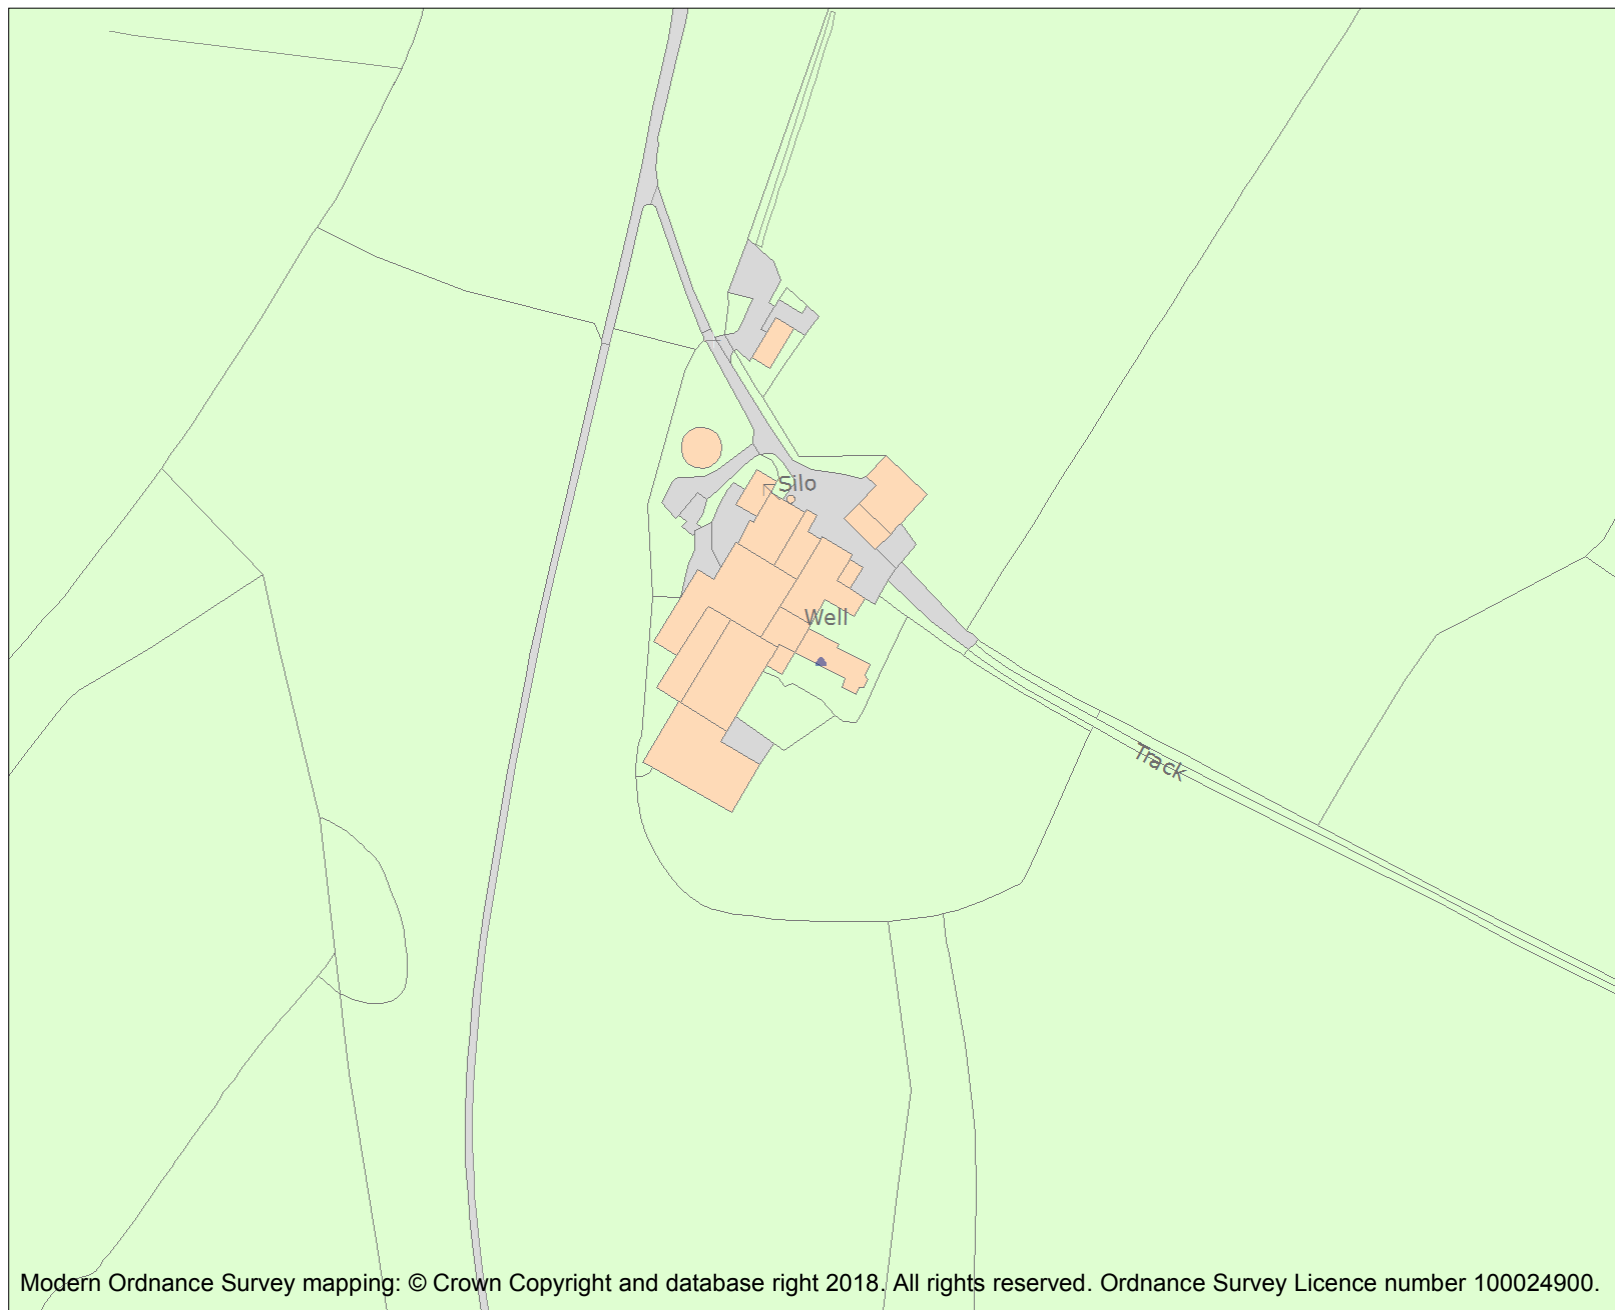 Silo
Well
Track
Modern Ordnance Survey mapping: © Crown Copyright and database right 2018. All rights reserved. Ordnance Survey Licence number 100024900.